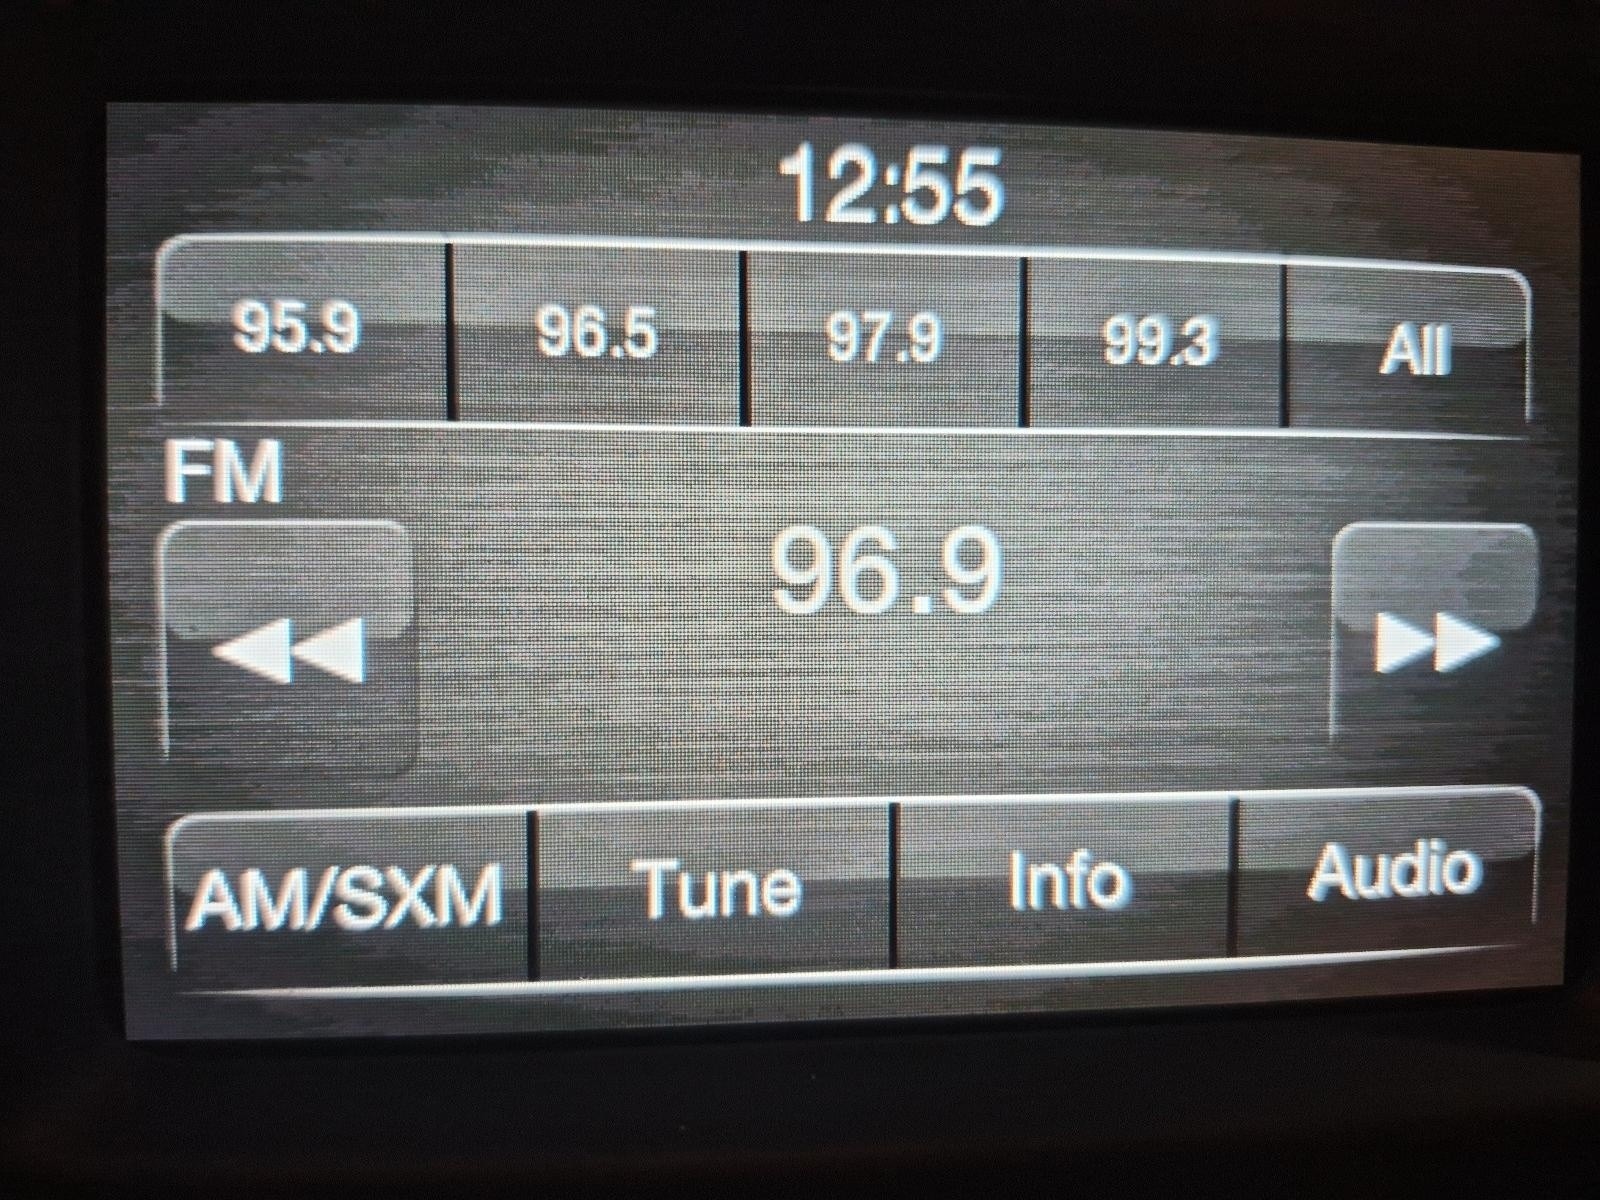 12:55
95.9 96.5 97.9 99.3 All
FM
96.9
AM/SXM Tune Info Audio